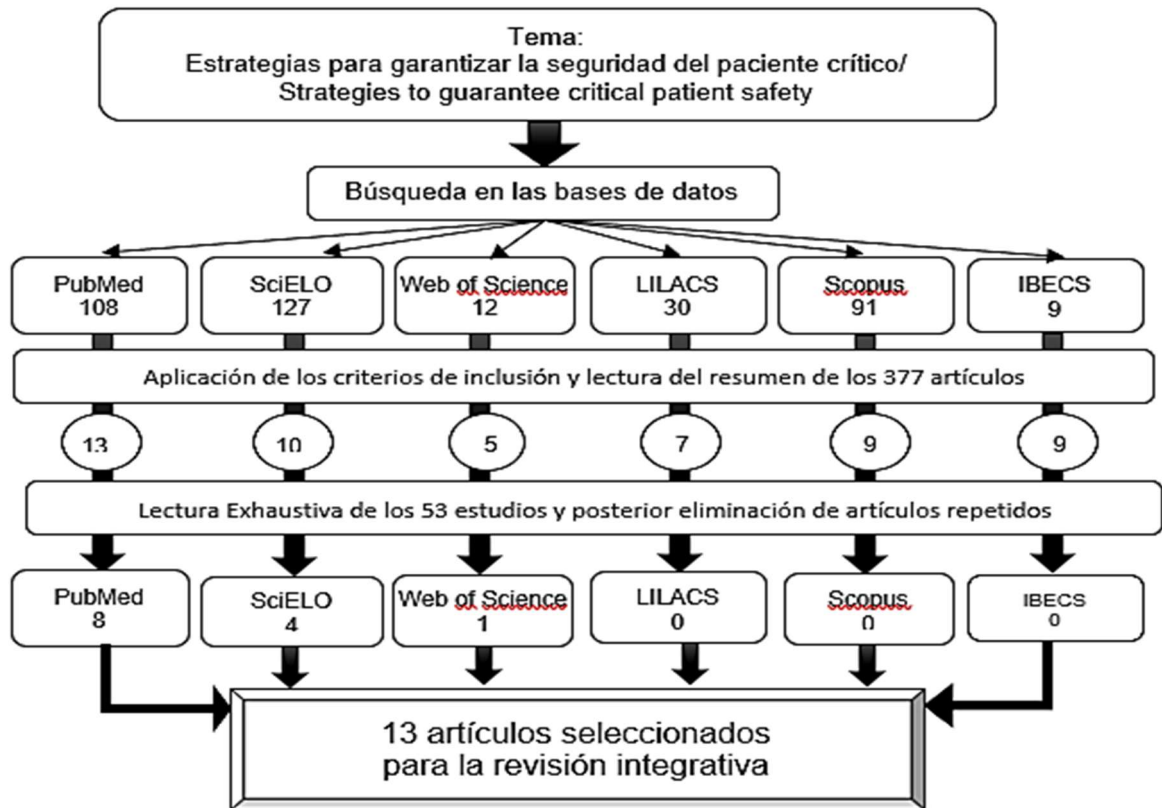 Tema:
Estrategias para garantizar la seguridad del paciente crítico/
Strategies to guarantee critical patient safety
Búsqueda en las bases de datos
PubMed
108
SciELO
127
Web of Science
12
LILACS
30
Scopus
91
IBECS
9
Aplicación de los criterios de inclusión y lectura del resumen de los 377 artículos
13
10
5
7
9
9
Lectura Exhaustiva de los 53 estudios y posterior eliminación de artículos repetidos
PubMed
8
SciELO
4
Web of Science
1
LILACS
0
Scopus
0
IBECS
0
13 artículos seleccionados
para la revisión integrativa